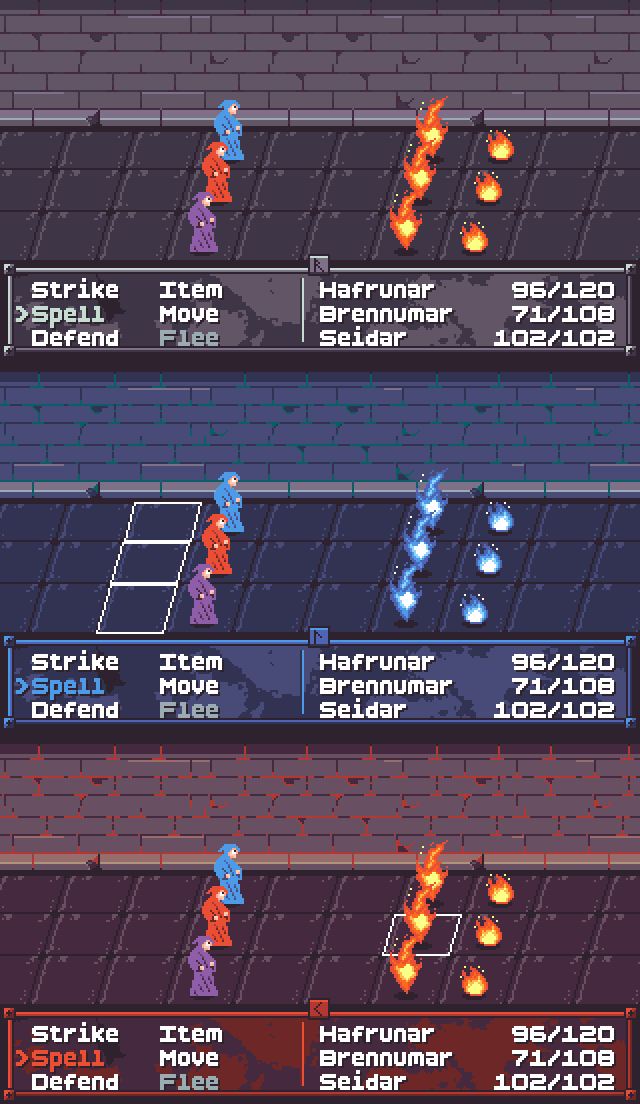 Strike Item Hafrunar 96/120
>Spell Move Brennumar 71/108
Defend Flee Seidar 102/102
ᚠ
Strike Item Hafrunar 96/120
>Spell Move Brennumar 71/108
Defend Flee Seidar 102/102
Strike Item Hafrunar 96/120
>Spell Move Brennumar 71/108
Defend Flee Seidar 102/102